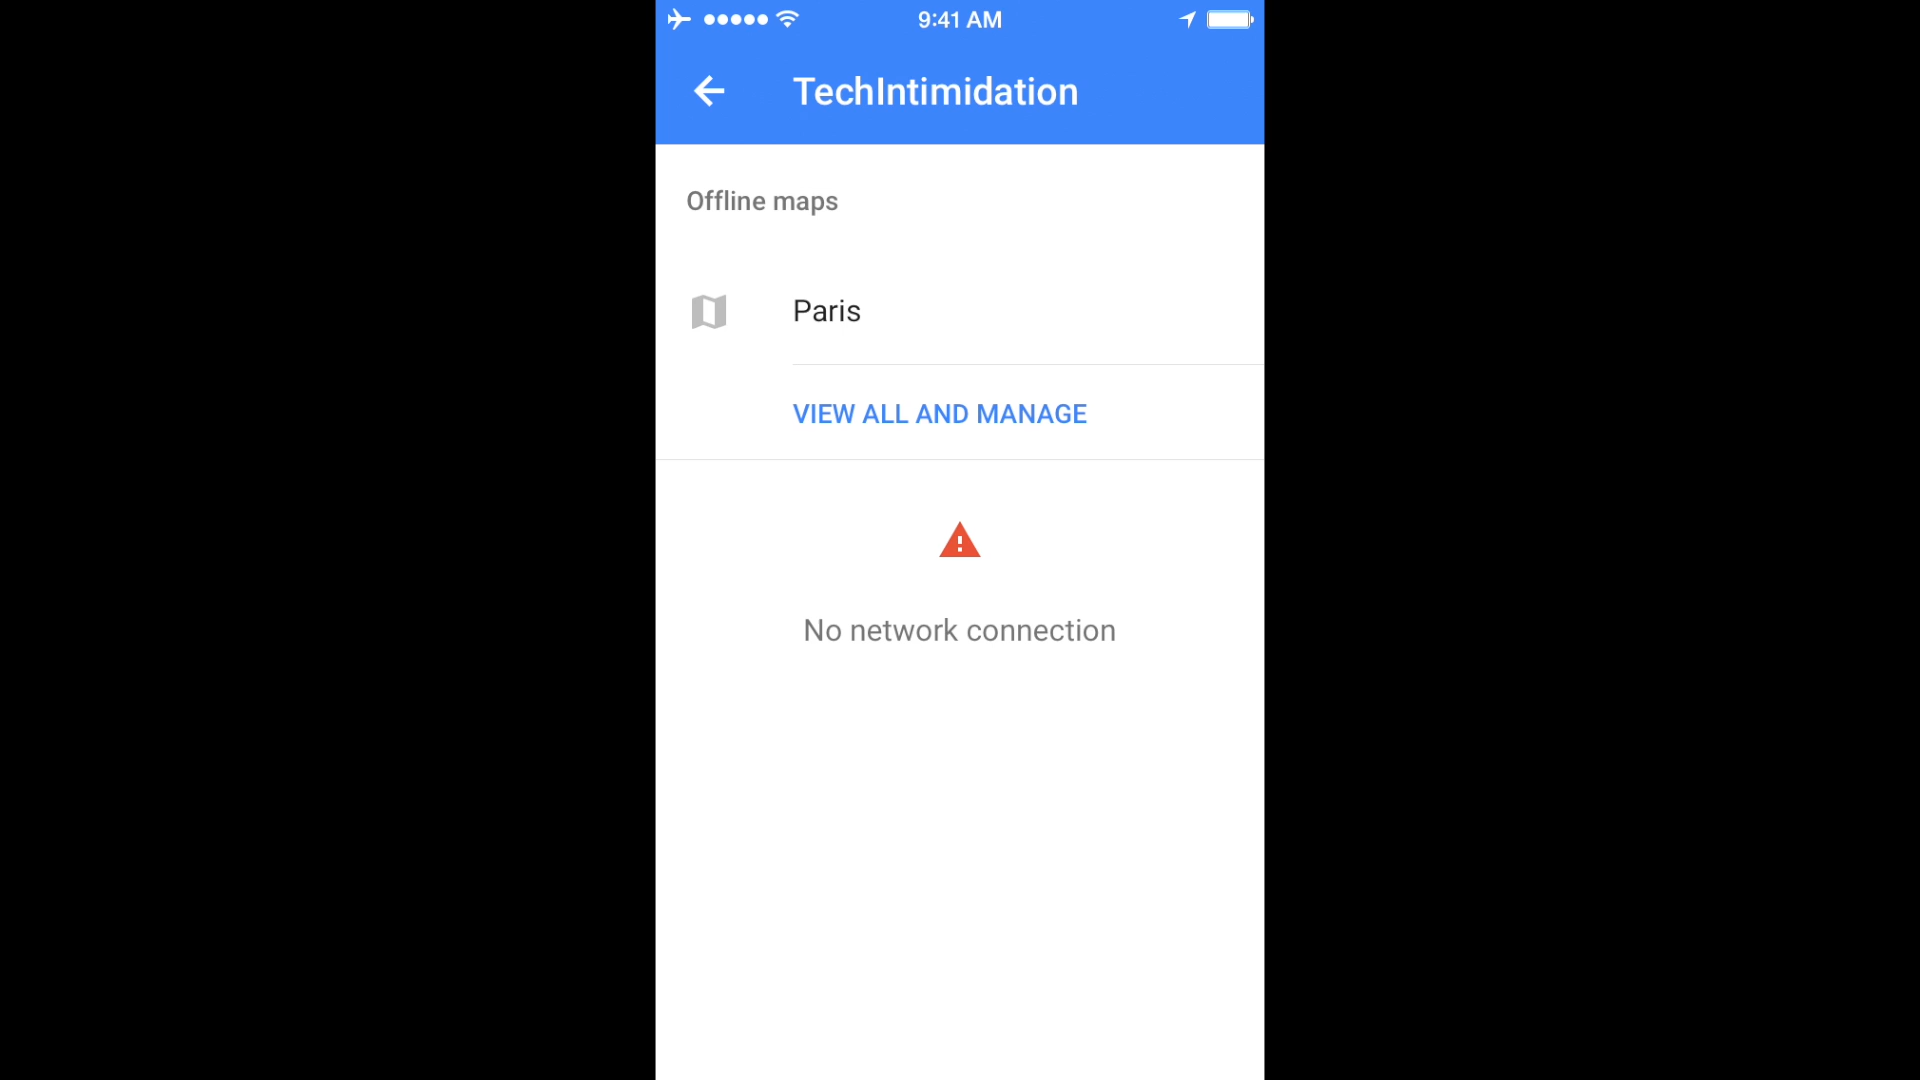 9:41 AM
TechIntimidation
Offline maps
Paris
VIEW ALL AND MANAGE
No network connection